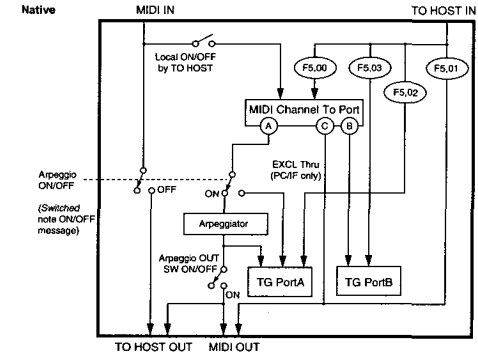 Native
MIDI IN
TO HOST IN
Local ON/OFF
by TO HOST
F5,00
F5,03
F5,01
F5,02
MIDI Channel To Port
A
C
B
EXCL Thru
(PC/IF only)
Arpeggio
ON/OFF
OFF
ON
(Switched
note ON/OFF
message)
Arpeggiator
Arpeggio OUT
SW ON/OFF
TG PortA
TG PortB
ON
TO HOST OUT
MIDI OUT